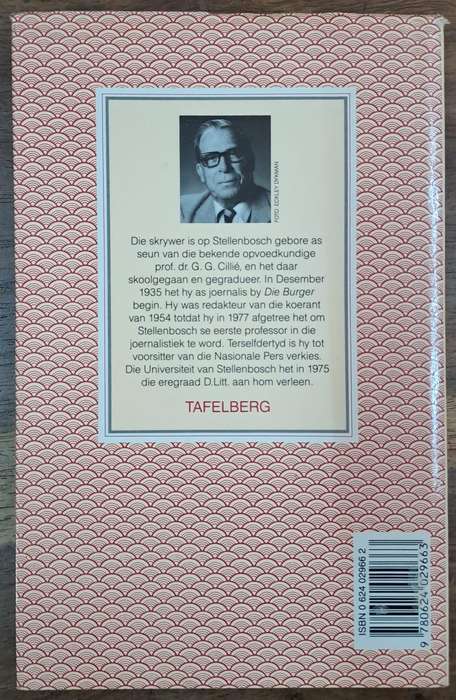 FOTO: ECKLEY DYKMAN
Die skrywer is op Stellenbosch gebore as
seun van die bekende opvoedkundige
prof. dr. G. G. Cillié, en het daar
skoolgegaan en gegradueer. In Desember
1935 het hy as joernalis by Die Burger
begin. Hy was redakteur van die koerant
van 1954 totdat hy in 1977 afgetree het om
Stellenbosch se eerste professor in die
joernalistiek te word. Terselfdertyd is hy tot
voorsitter van die Nasionale Pers verkies.
Die Universiteit van Stellenbosch het in 1975
die eregraad D.Litt. aan hom verleen.
TAFELBERG
ISBN 0 624 02966 2
9 780624 029663